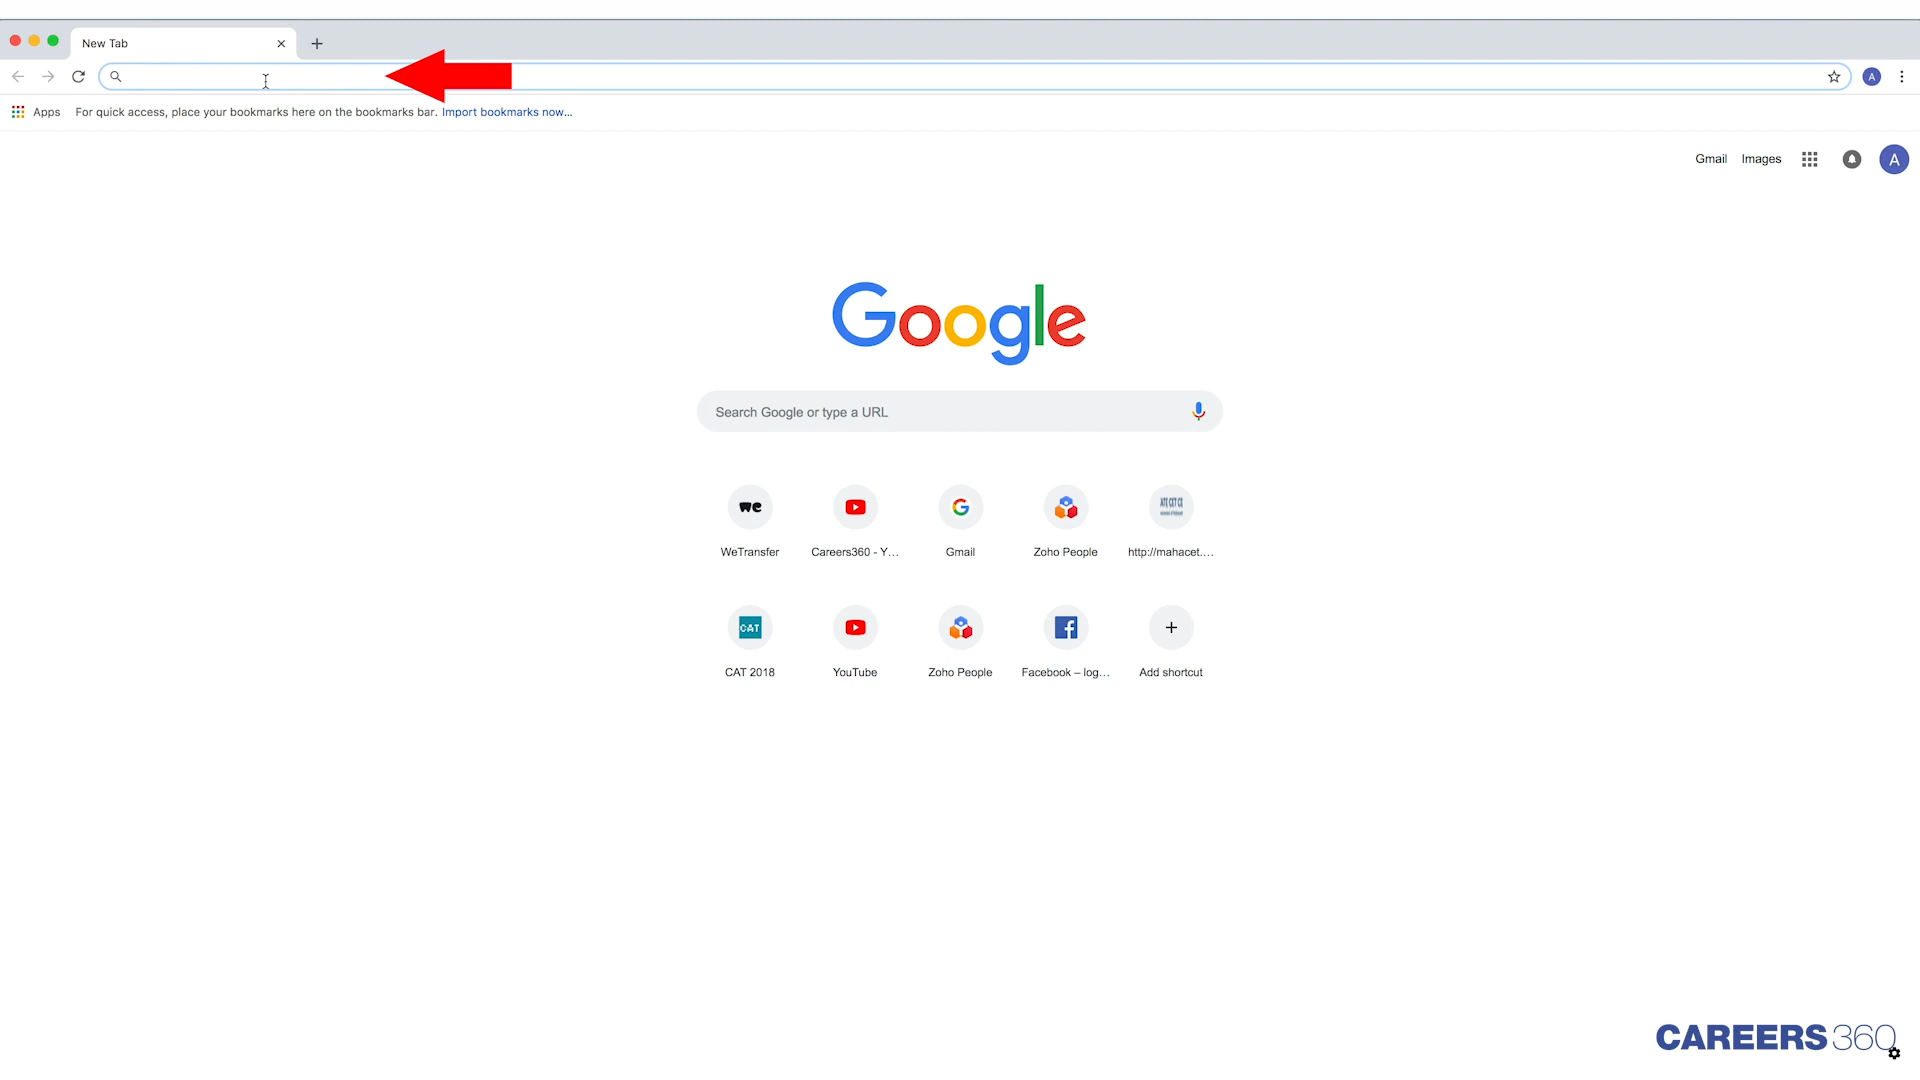 New Tab
A
Apps For quick access, place your bookmarks here on the bookmarks bar. Import bookmarks now...
Gmail Images A
Google
Search Google or type a URL
we G
WeTransfer Careers360 - Y... Gmail Zoho People http://mahacet....
CAT f
CAT 2018 YouTube Zoho People Facebook – log... Add shortcut
CAREERS360